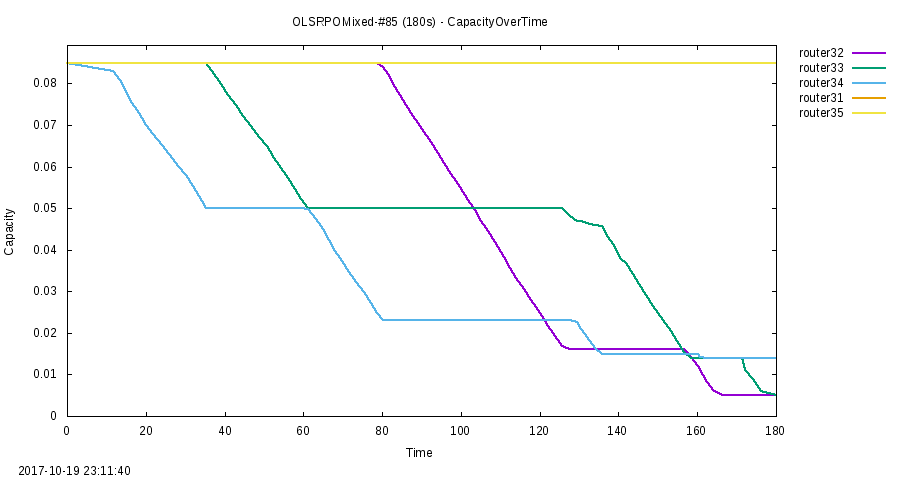 OLSRPOMixed-#85 (180s) - CapacityOverTime
router32
router33
router34
router31
router35
0.08
0.07
0.06
0.05
0.04
0.03
0.02
0.01
0
Capacity
0 20 40 60 80 100 120 140 160 180
Time
2017-10-19 23:11:40